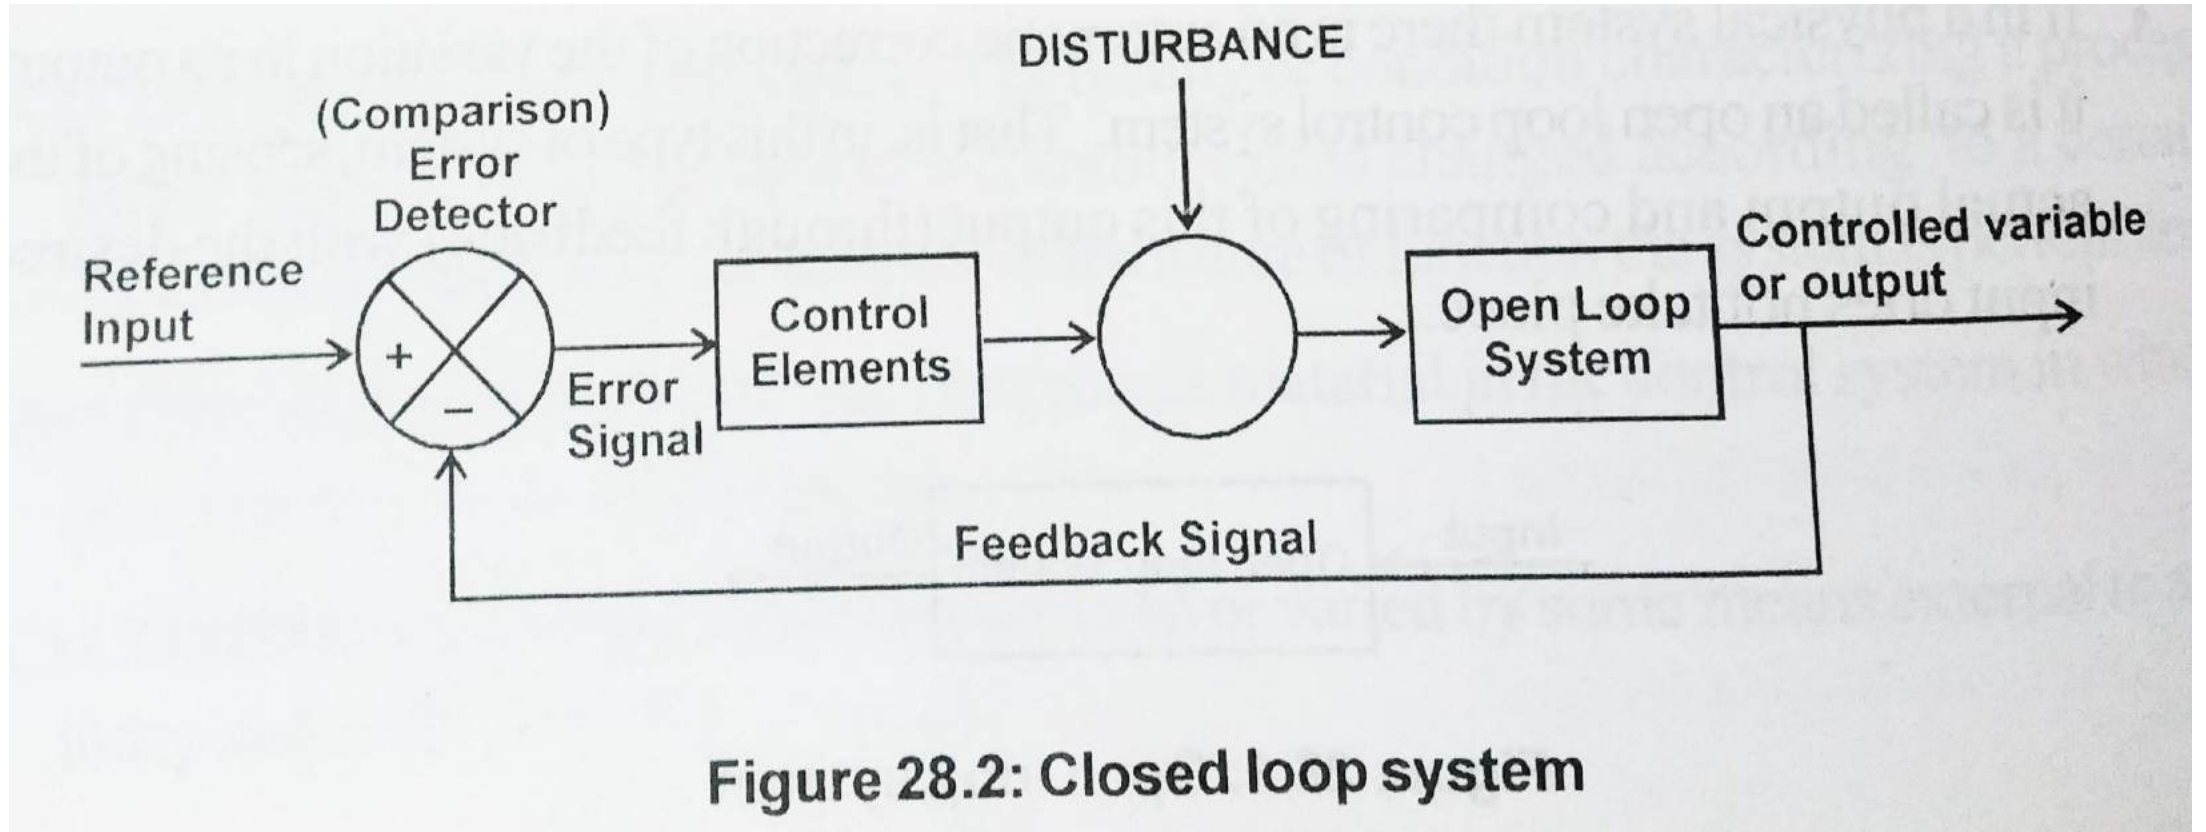 DISTURBANCE
(Comparison)
Error
Detector
Reference
Input
+
−
Error
Signal
Control
Elements
Open Loop
System
Controlled variable
or output
Feedback Signal
Figure 28.2: Closed loop system